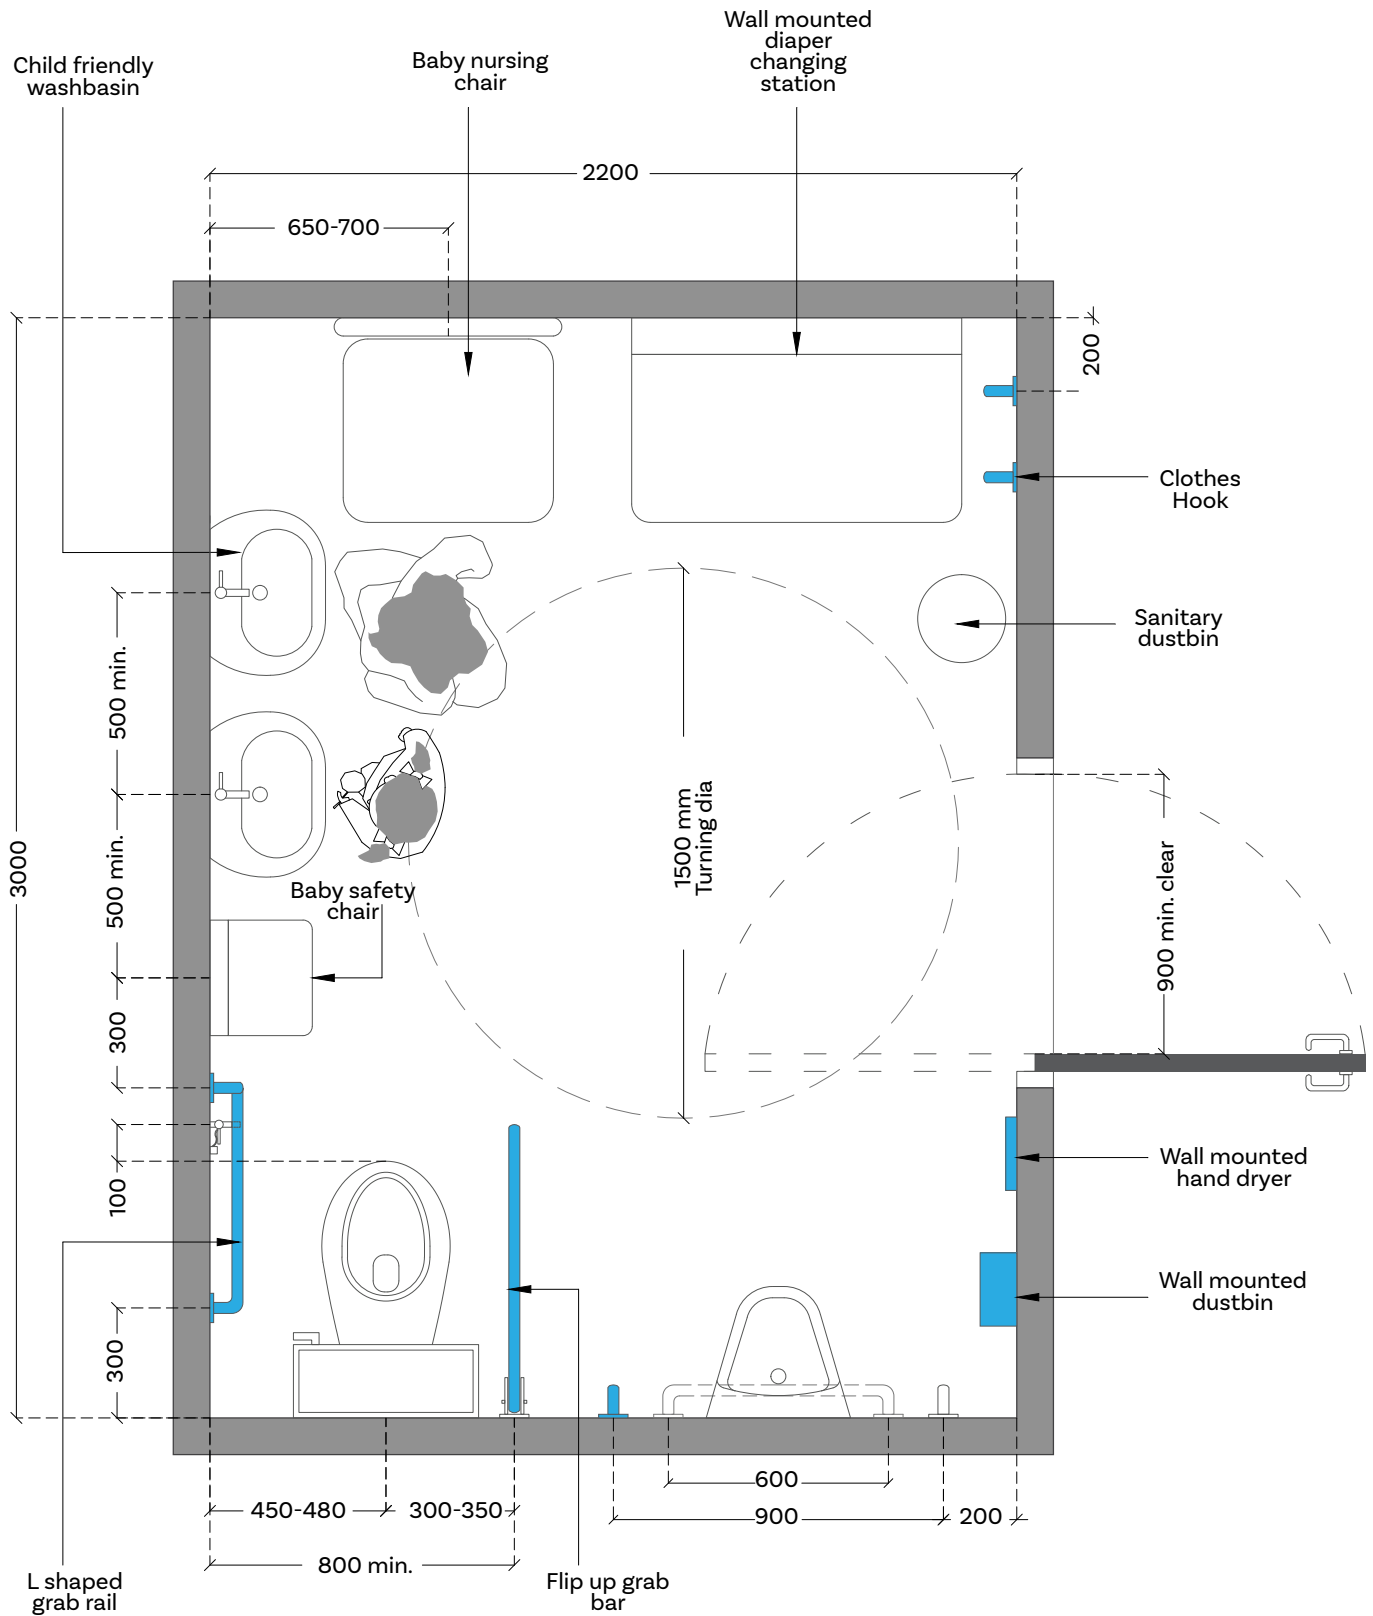 Wall mounted
diaper
changing
station
Baby nursing
chair
Child friendly
washbasin
2200
650-700
200
Clothes
Hook
Sanitary
dustbin
500 min.
1500 mm
Turning dia
3000
500 min.
900 min. clear
Baby safety
chair
300
100
Wall mounted
hand dryer
Wall mounted
dustbin
300
600
450-480
300-350
900
200
800 min.
L shaped
grab rail
Flip up grab
bar